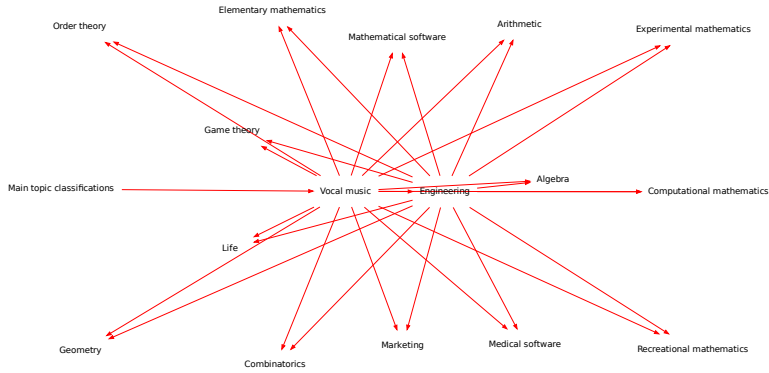 Elementary mathematics
Order theory
Arithmetic
Experimental mathematics
Mathematical software
Game theory
Algebra
Main topic classifications
Vocal music
Engineering
Computational mathematics
Life
Geometry
Marketing
Medical software
Recreational mathematics
Combinatorics